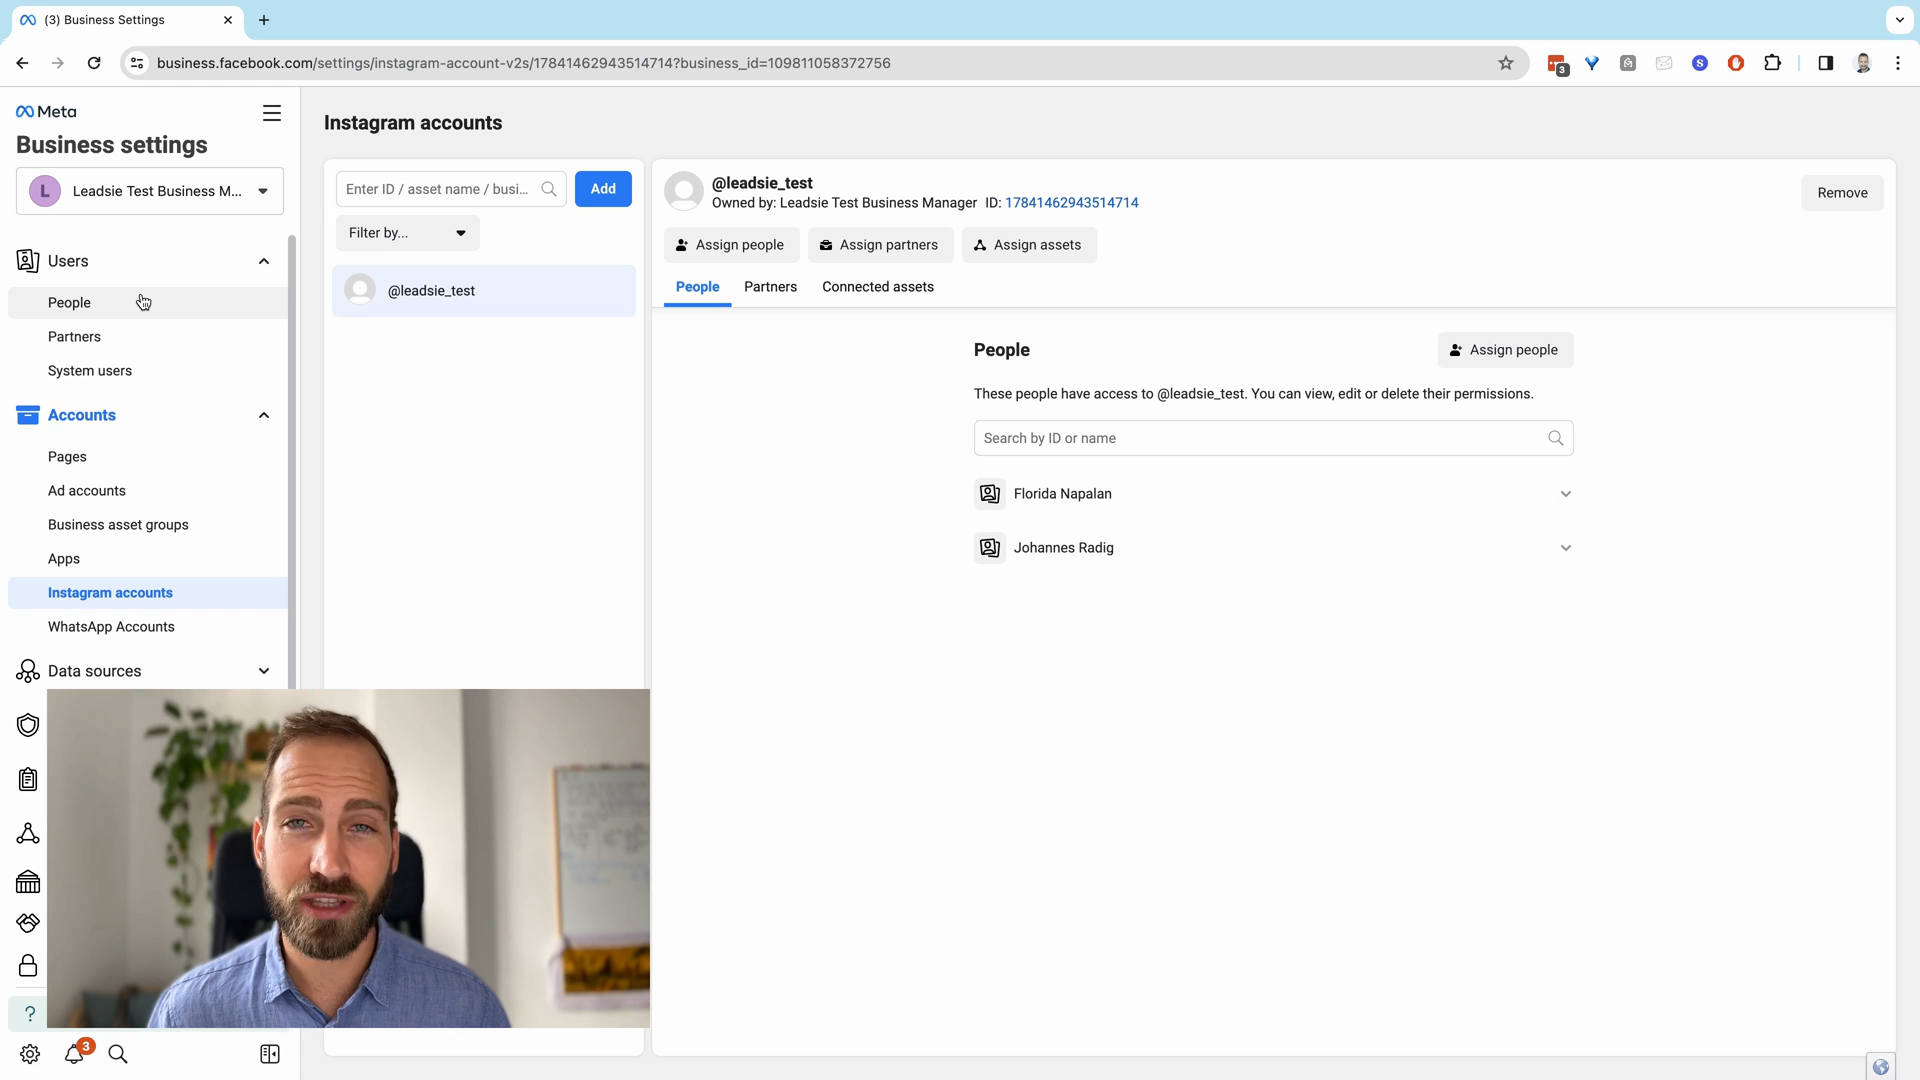 (3) Business Settings
business.facebook.com/settings/instagram-account-v2s/17841462943514714?business_id=109811058372756
3
S
Meta
Business settings
L
Leadsie Test Business M...
Users
People
Partners
System users
Accounts
Pages
Ad accounts
Business asset groups
Apps
Instagram accounts
WhatsApp Accounts
Data sources
?
3
Instagram accounts
Enter ID / asset name / busi...
Add
Filter by...
@leadsie_test
@leadsie_test
Owned by: Leadsie Test Business Manager ID: 17841462943514714
Remove
Assign people
Assign partners
Assign assets
People
Partners
Connected assets
People
Assign people
These people have access to @leadsie_test. You can view, edit or delete their permissions.
Search by ID or name
Florida Napalan
Johannes Radig